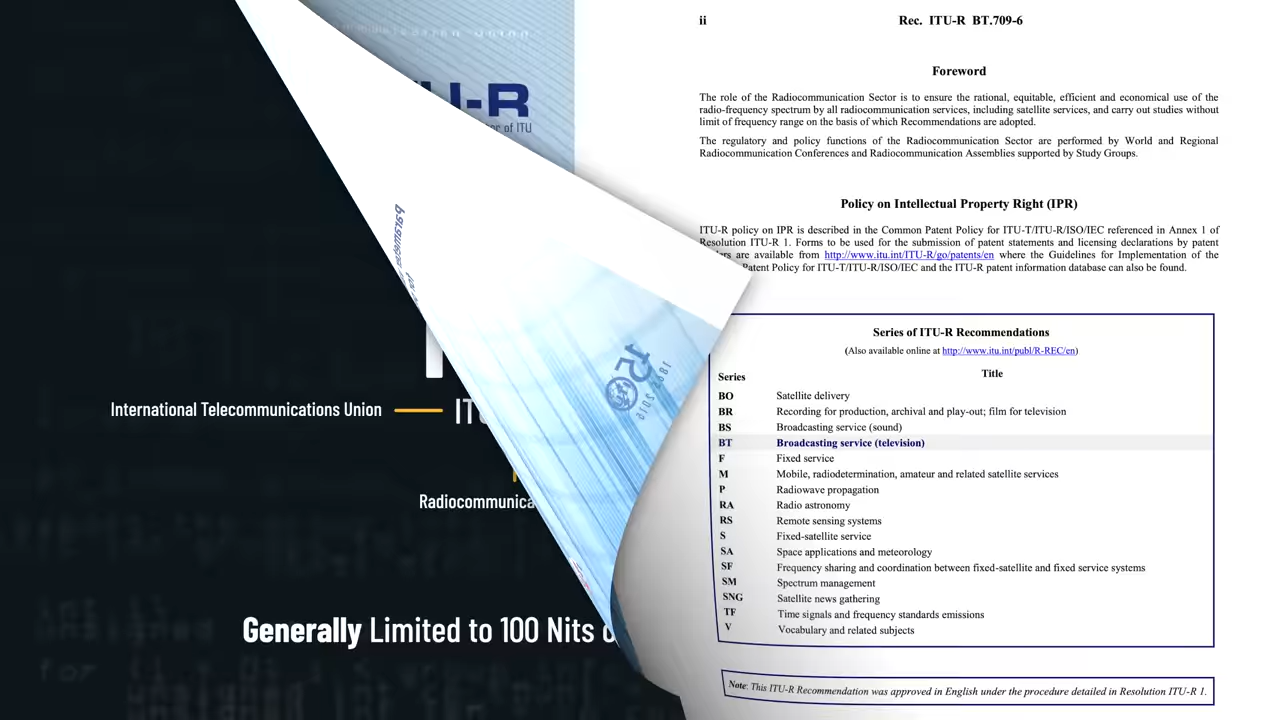 ii
Rec. ITU-R BT.709-6
Foreword
The role of the Radiocommunication Sector is to ensure the rational, equitable, efficient and economical use of the
radio-frequency spectrum by all radiocommunication services, including satellite services, and carry out studies without
limit of frequency range on the basis of which Recommendations are adopted.
The regulatory and policy functions of the Radiocommunication Sector are performed by World and Regional
Radiocommunication Conferences and Radiocommunication Assemblies supported by Study Groups.
Policy on Intellectual Property Right (IPR)
ITU-R policy on IPR is described in the Common Patent Policy for ITU-T/ITU-R/ISO/IEC referenced in Annex 1 of
Resolution ITU-R 1. Forms to be used for the submission of patent statements and licensing declarations by patent
are available from http://www.itu.int/ITU-R/go/patents/en where the Guidelines for Implementation of the
Patent Policy for ITU-T/ITU-R/ISO/IEC and the ITU-R patent information database can also be found.
Series of ITU-R Recommendations
(Also available online at http://www.itu.int/publ/R-REC/en)
Series Title
BO Satellite delivery
BR Recording for production, archival and play-out; film for television
BS Broadcasting service (sound)
BT Broadcasting service (television)
F Fixed service
M Mobile, radiodetermination, amateur and related satellite services
P Radiowave propagation
RA Radio astronomy
RS Remote sensing systems
S Fixed-satellite service
SA Space applications and meteorology
SF Frequency sharing and coordination between fixed-satellite and fixed service systems
SM Spectrum management
SNG Satellite news gathering
TF Time signals and frequency standards emissions
V Vocabulary and related subjects
Note: This ITU-R Recommendation was approved in English under the procedure detailed in Resolution ITU-R 1.
U-R
of ITU
International Telecommunications Union
IT
Radiocommunica
Generally Limited to 100 Nits